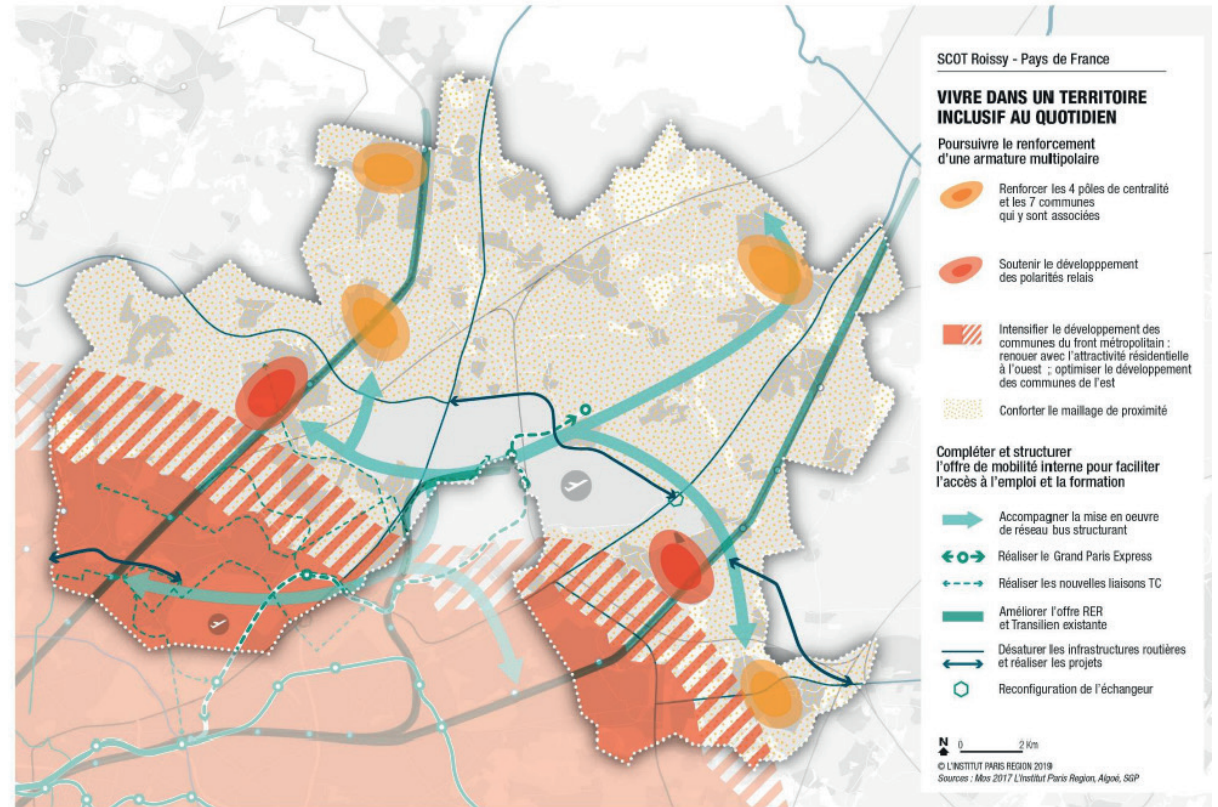 SCOT Roissy - Pays de France
VIVRE DANS UN TERRITOIRE
INCLUSIF AU QUOTIDIEN
Poursuivre le renforcement
d'une armature multipolaire
Renforcer les 4 pôles de centralité
et les 7 communes
qui y sont associées
Soutenir le développpement
des polarités relais
Intensifier le développement des
communes du front métropolitain :
renouer avec l'attractivité résidentielle
à l'ouest ; optimiser le développement
des communes de l'est
Conforter le maillage de proximité
Compléter et structurer
l'offre de mobilité interne pour faciliter
l'accès à l'emploi et la formation
Accompagner la mise en oeuvre
de réseau bus structurant
Réaliser le Grand Paris Express
Réaliser les nouvelles liaisons TC
Améliorer l'offre RER
et Transilien existante
Désaturer les infrastructures routières
et réaliser les projets
Reconfiguration de l'échangeur
N 0 2 Km
© L'INSTITUT PARIS REGION 2019
Sources : Mos 2017 L'Institut Paris Region, Algoé, SGP